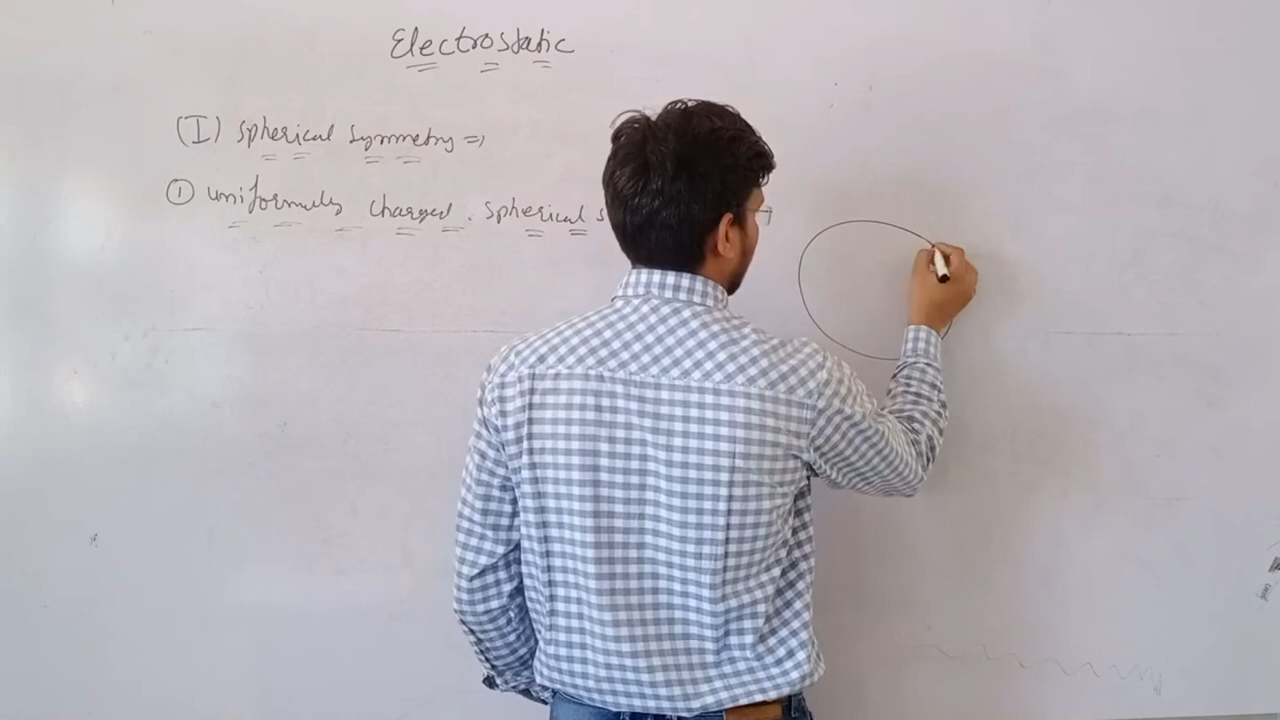 Electrostatic
(I) spherical symmetry =>
① uniformly charged . spherical s